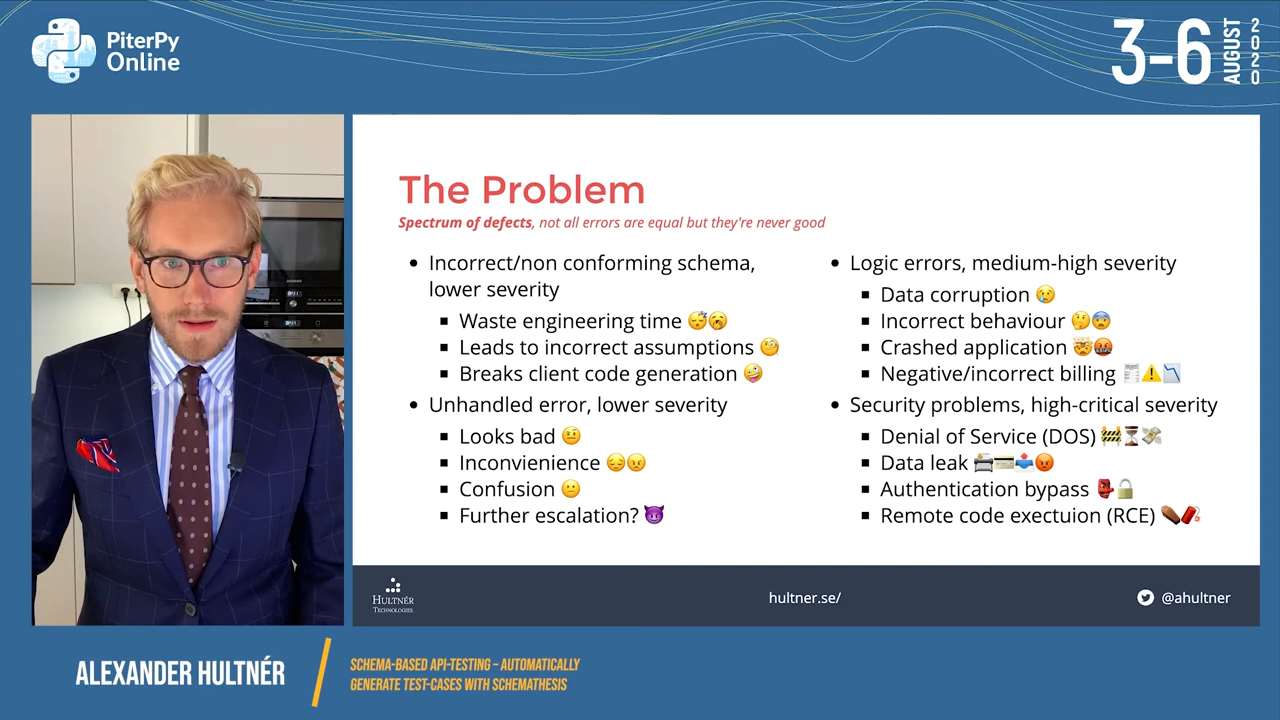 PiterPy
Online
3-6
AUGUST
2020
The Problem
Spectrum of defects, not all errors are equal but they're never good
• Incorrect/non conforming schema,
lower severity
▪ Waste engineering time 😴😪
▪ Leads to incorrect assumptions 🧐
▪ Breaks client code generation 🤪
• Unhandled error, lower severity
▪ Looks bad 🤨
▪ Inconvienience 😔😠
▪ Confusion 😕
▪ Further escalation? 😈
• Logic errors, medium-high severity
▪ Data corruption 😢
▪ Incorrect behaviour 🤔😨
▪ Crashed application 🤯🤬
▪ Negative/incorrect billing 🧾⚠️📉
• Security problems, high-critical severity
▪ Denial of Service (DOS) 🚧⏳💸
▪ Data leak 📠💳📤😡
▪ Authentication bypass 👺🔓
▪ Remote code exectuion (RCE) ⚰️🧨
HULTNÉR
TECHNOLOGIES
hultner.se/
@ahultner
ALEXANDER HULTNÉR
SCHEMA-BASED API-TESTING – AUTOMATICALLY
GENERATE TEST-CASES WITH SCHEMATHESIS